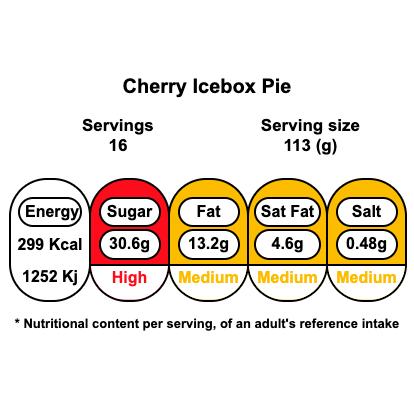 Cherry Icebox Pie
Servings
16
Serving size
113 (g)
Energy
299 Kcal
1252 Kj
Sugar
30.6g
High
Fat
13.2g
Medium
Sat Fat
4.6g
Medium
Salt
0.48g
Medium
* Nutritional content per serving, of an adult's reference intake